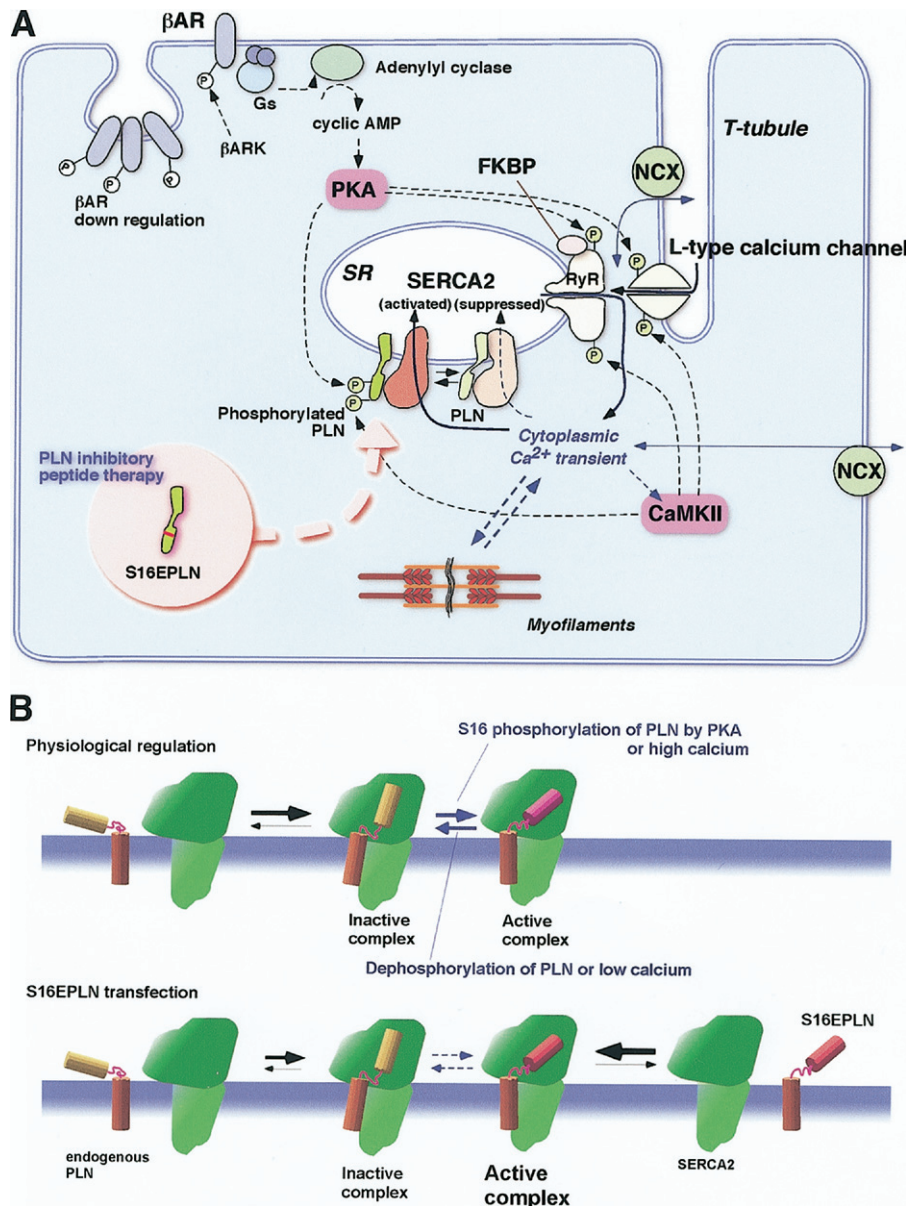 A
βAR
P
Gs
Adenylyl cyclase
cyclic AMP
βARK
T-tubule
P
P
P
βAR
down regulation
PKA
FKBP
NCX
P
P
L-type calcium channel
SR
SERCA2
(activated) (suppressed)
RyR
P
P
P
P
Phosphorylated
PLN
PLN
Cytoplasmic
Ca2+ transient
PLN inhibitory
peptide therapy
NCX
CaMKII
S16EPLN
Myofilaments
B
Physiological regulation
S16 phosphorylation of PLN by PKA
or high calcium
Inactive
complex
Active
complex
Dephosphorylation of PLN or low calcium
S16EPLN transfection
S16EPLN
endogenous
PLN
Inactive
complex
Active
complex
SERCA2